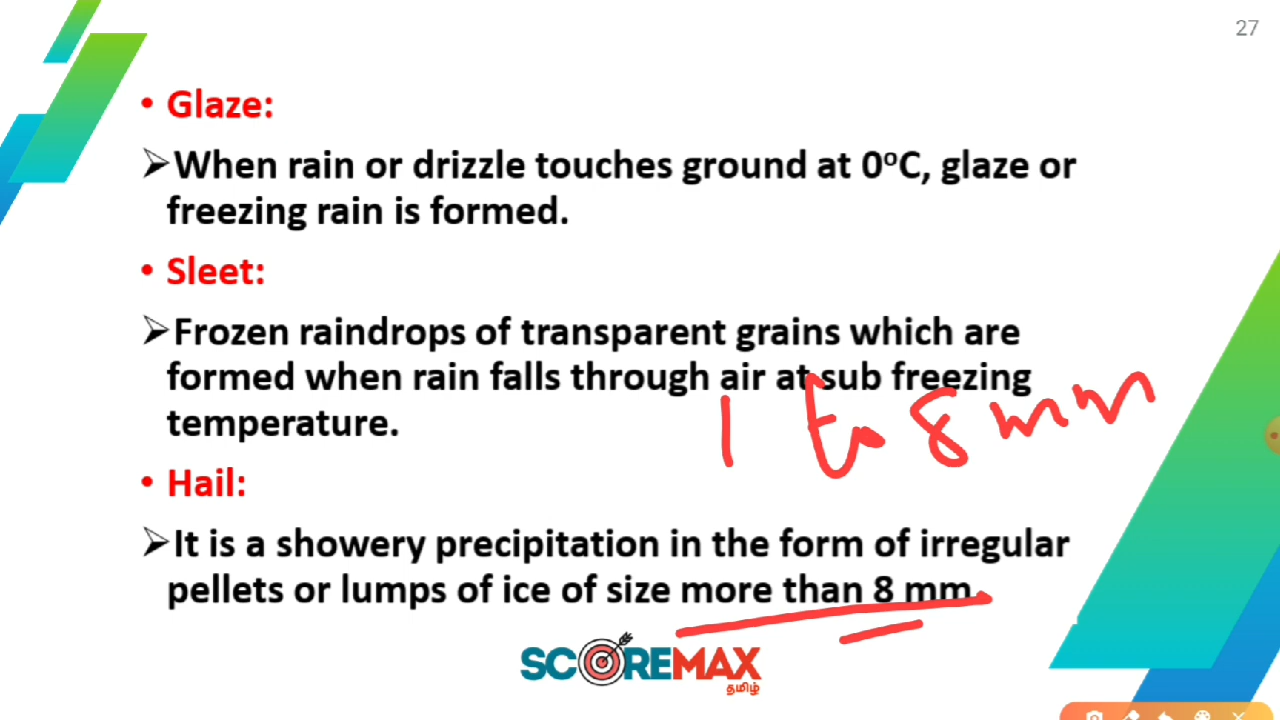 27
• Glaze:
➢When rain or drizzle touches ground at 0ºC, glaze or
freezing rain is formed.
• Sleet:
➢Frozen raindrops of transparent grains which are
formed when rain falls through air at sub freezing
temperature.
1 to 8 mm
• Hail:
➢It is a showery precipitation in the form of irregular
pellets or lumps of ice of size more than 8 mm.
SCOREMAX
தமிழ்